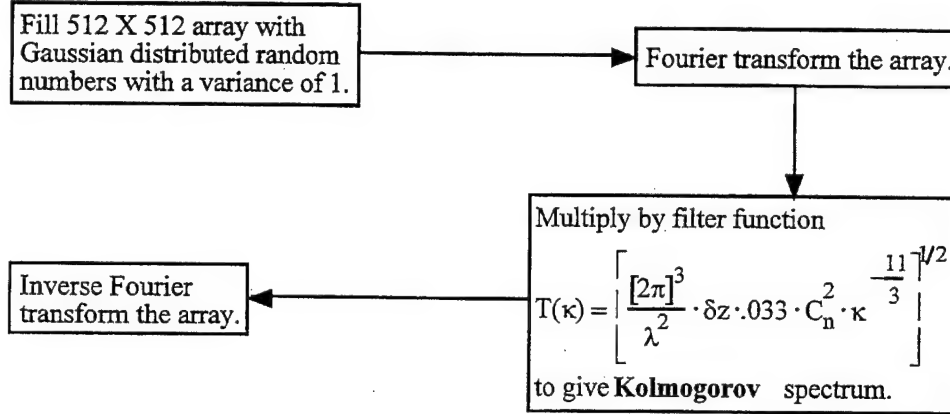 Fill 512 X 512 array with
Gaussian distributed random
numbers with a variance of 1.
Fourier transform the array.
Multiply by filter function
T(κ) = [ [2π]^3 / λ^2 · δz · .033 · C_n^2 · κ^(-11/3) ]^1/2
to give Kolmogorov spectrum.
Inverse Fourier
transform the array.